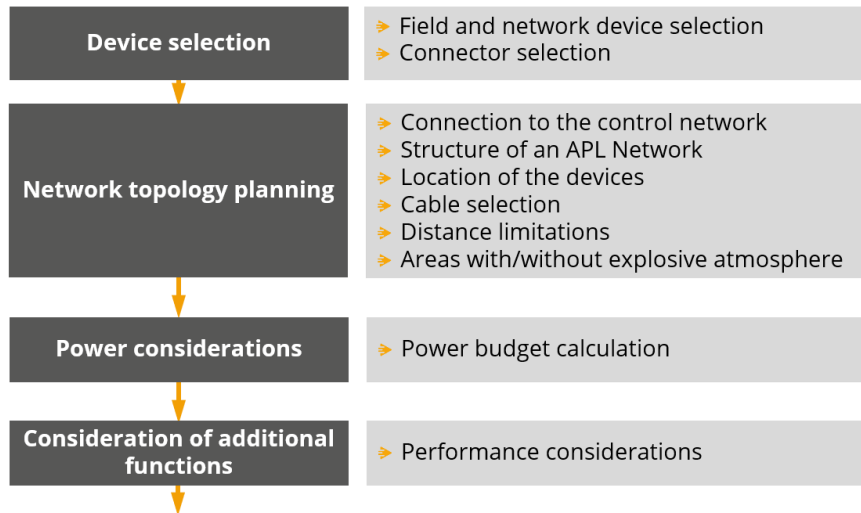 Device selection
Field and network device selection
Connector selection
Network topology planning
Connection to the control network
Structure of an APL Network
Location of the devices
Cable selection
Distance limitations
Areas with/without explosive atmosphere
Power considerations
Power budget calculation
Consideration of additional
functions
Performance considerations